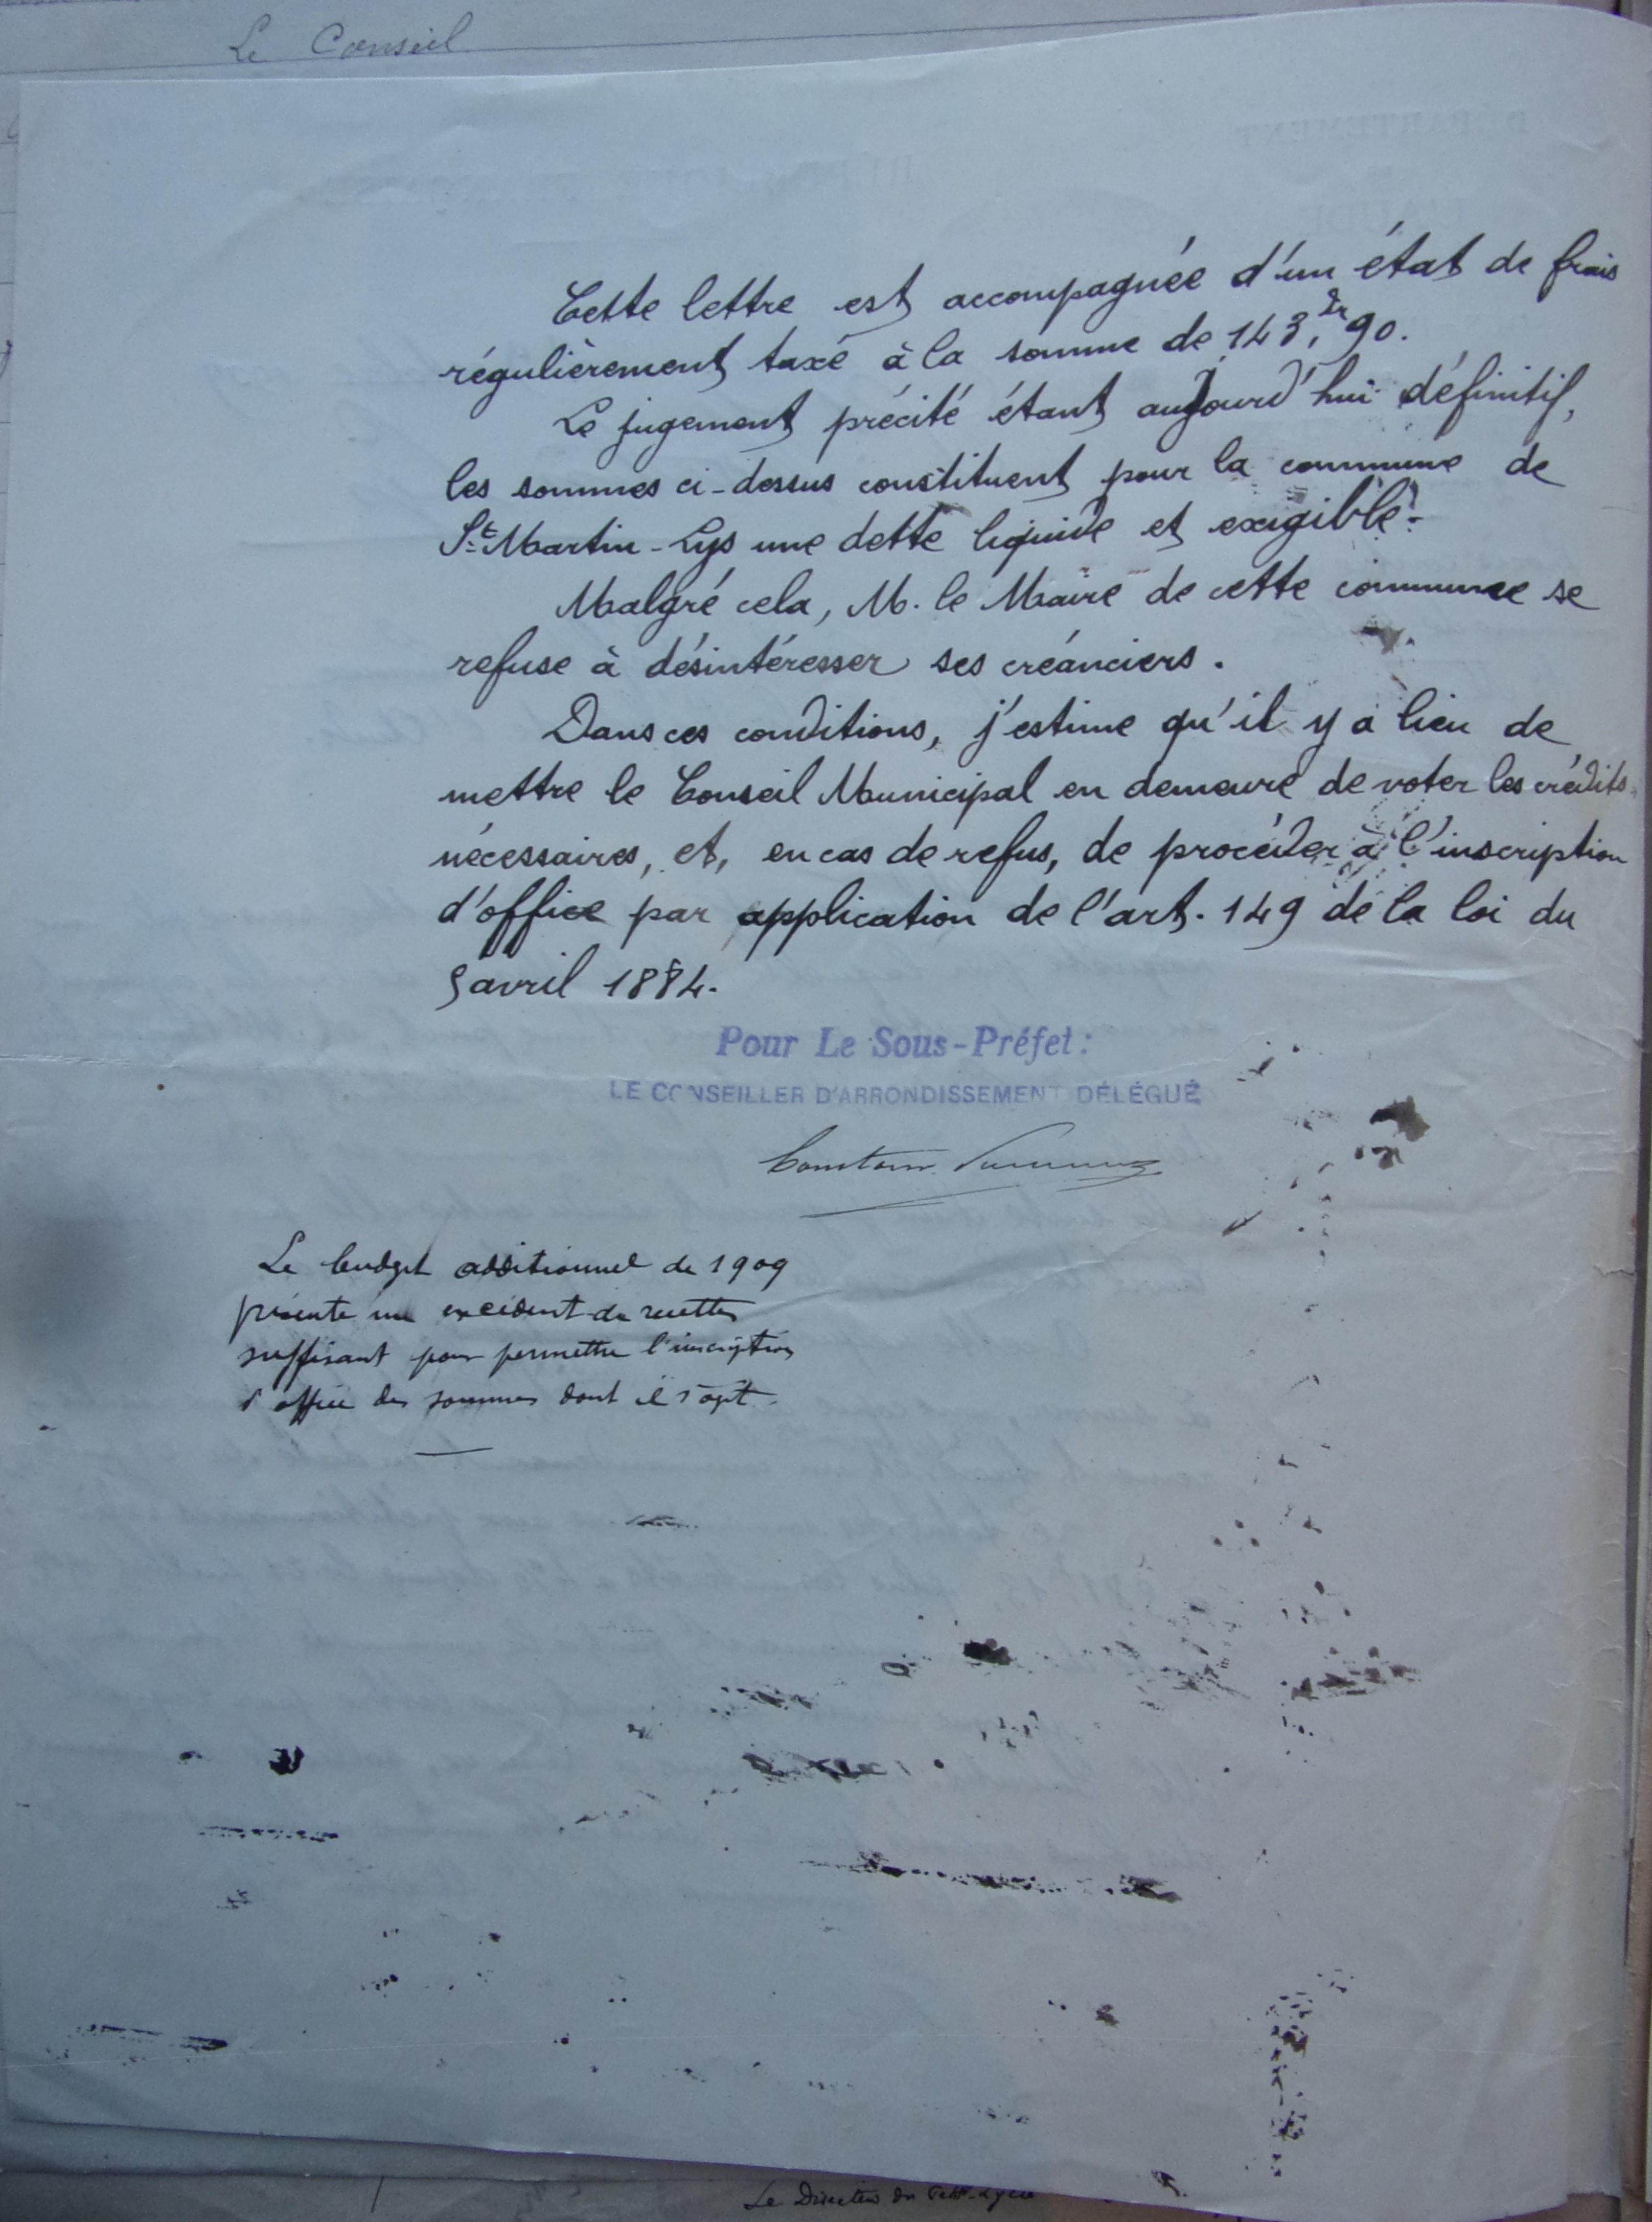 Le Conseil
Cette lettre est accompagnée d'un état de frais
régulièrement taxé à la somme de 143,fr 90.
Le jugement précité étant aujourd'hui définitif,
les sommes ci-dessus constituent pour la commune de
St Martin-Lys une dette liquide et exigible.
Malgré cela, M. le Maire de cette commune se
refuse à désintéresser ses créanciers.
Dans ces conditions, j'estime qu'il y a lieu de
mettre le Conseil Municipal en demeure de voter les crédits
nécessaires, et, en cas de refus, de procéder à l'inscription
d'office par application de l'art. 149 de la loi du
5 avril 1884.
Pour Le Sous-Préfet :
LE CONSEILLER D'ARRONDISSEMENT DÉLÉGUÉ
Le budget additionnel de 1909
présente un excédent de recettes
suffisant pour permettre l'inscription
d'office des sommes dont il s'agit.
Le Directeur du Petit-Lycée